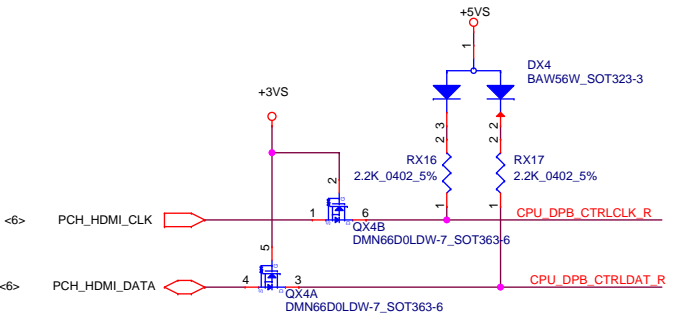 +5VS
1
DX4
BAW56W_SOT323-3
+3VS
3
2
2
2
RX16
2.2K_0402_5%
RX17
2.2K_0402_5%
2
1
1
<6>
PCH_HDMI_CLK
1
6
CPU_DPB_CTRLCLK_R
QX4B
DMN66D0LDW-7_SOT363-6
5
<6>
PCH_HDMI_DATA
4
3
CPU_DPB_CTRLDAT_R
QX4A
DMN66D0LDW-7_SOT363-6